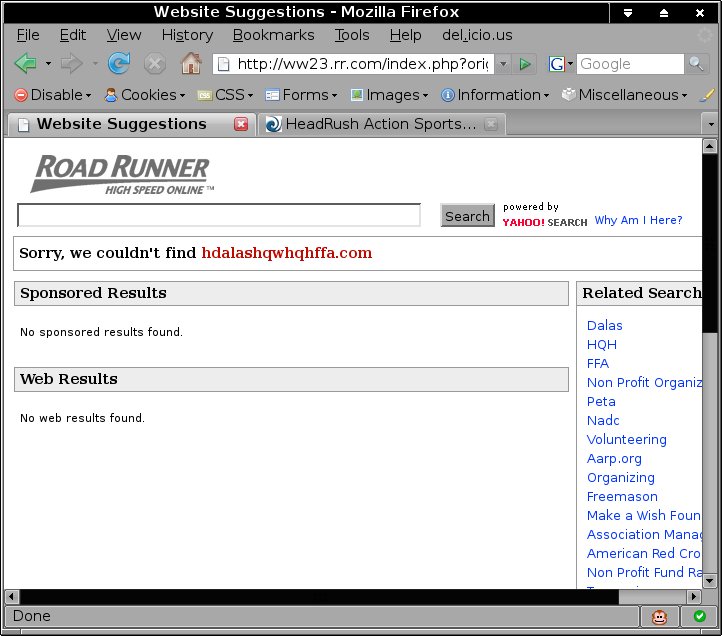 Website Suggestions - Mozilla Firefox
File Edit View History Bookmarks Tools Help del.icio.us
http://ww23.rr.com/index.php?orig G Google
Disable Cookies CSS Forms Images Information Miscellaneous
Website Suggestions HeadRush Action Sports...
ROAD RUNNER
HIGH SPEED ONLINE ™
Search powered by YAHOO! SEARCH Why Am I Here?
Sorry, we couldn't find hdalashqwhqhffa.com
Sponsored Results
No sponsored results found.
Web Results
No web results found.
Related Search
Dalas
HQH
FFA
Non Profit Organiz
Peta
Nadc
Volunteering
Aarp.org
Organizing
Freemason
Make a Wish Foun
Association Manag
American Red Cro
Non Profit Fund Ra
Done